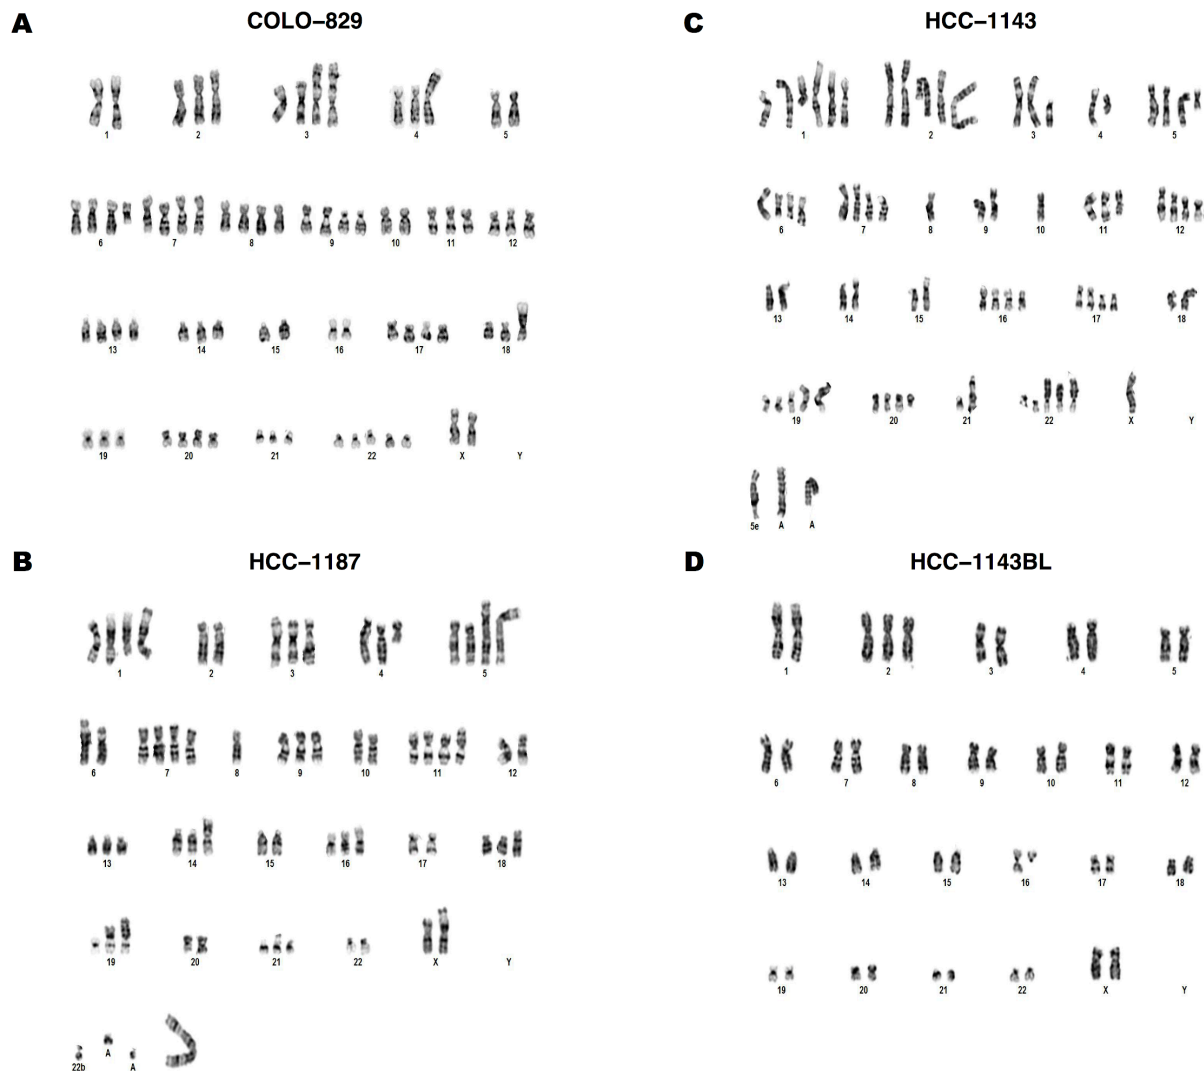 A
COLO–829
1 2 3 4 5
6 7 8 9 10 11 12
13 14 15 16 17 18
19 20 21 22 X Y
C
HCC–1143
1 2 3 4 5
6 7 8 9 10 11 12
13 14 15 16 17 18
19 20 21 22 X Y
5e A A
B
HCC–1187
1 2 3 4 5
6 7 8 9 10 11 12
13 14 15 16 17 18
19 20 21 22 X Y
22b A A
D
HCC–1143BL
1 2 3 4 5
6 7 8 9 10 11 12
13 14 15 16 17 18
19 20 21 22 X Y